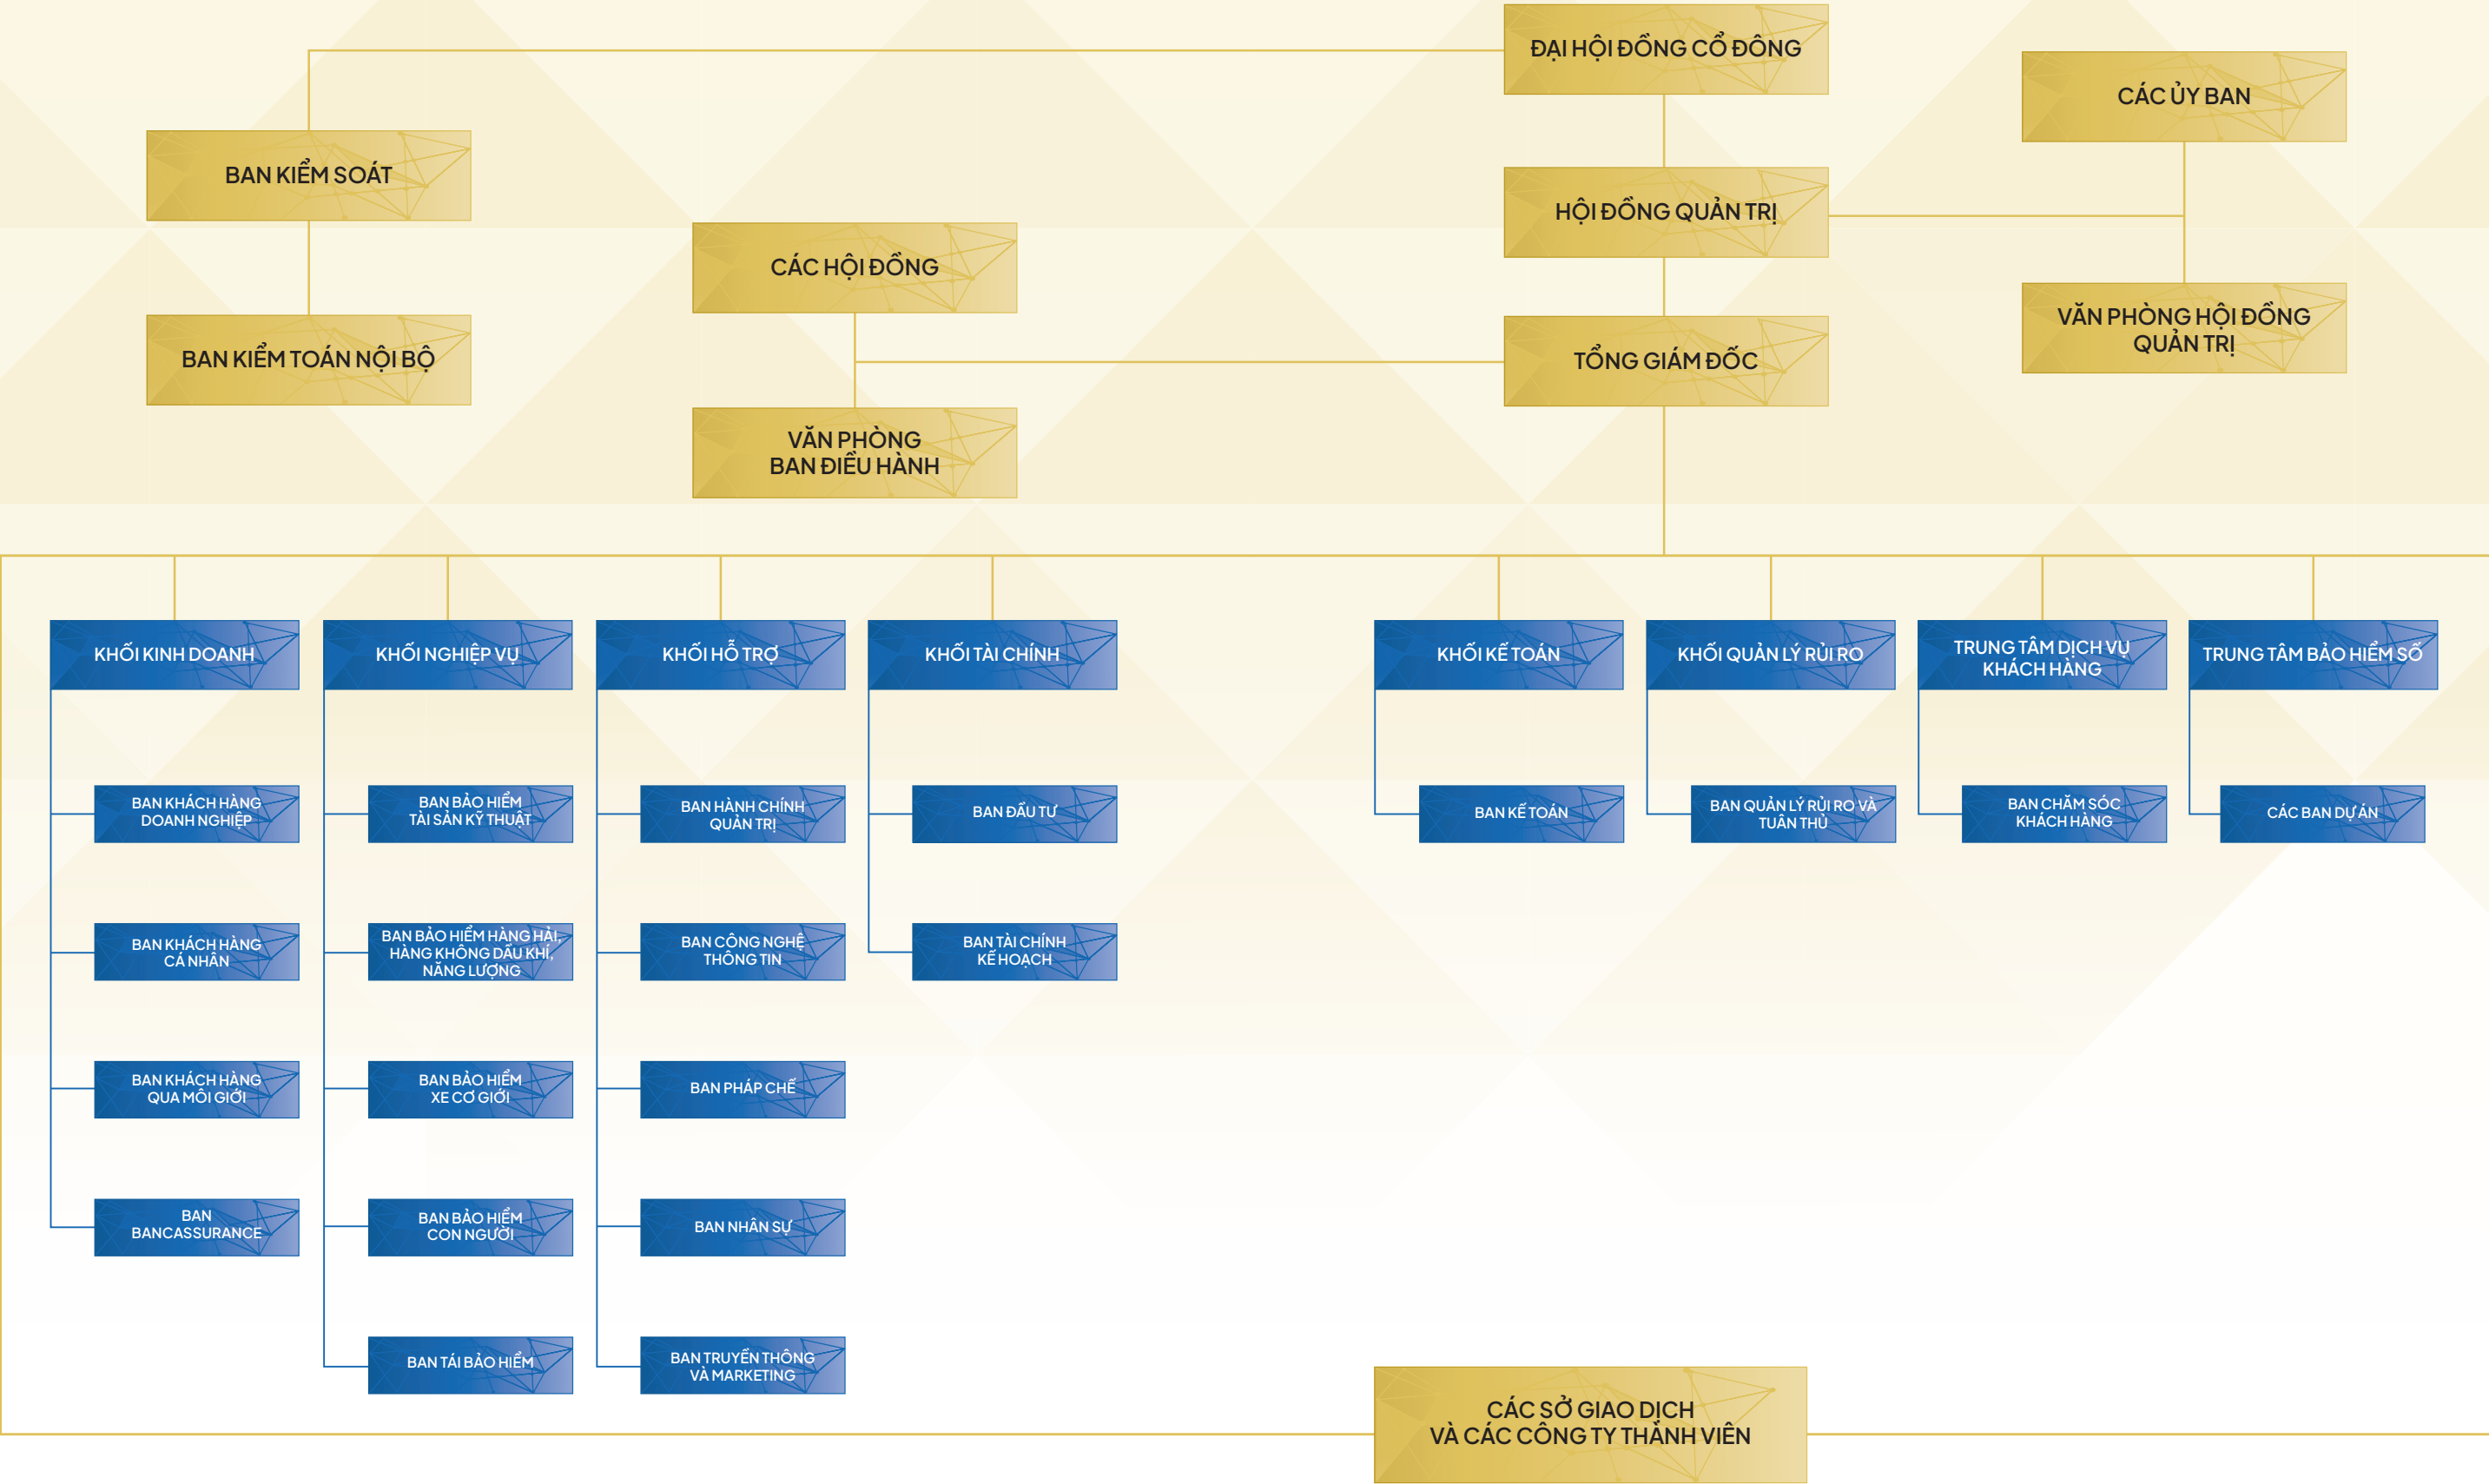 ĐẠI HỘI ĐỒNG CỔ ĐÔNG
CÁC ỦY BAN
BAN KIỂM SOÁT
HỘI ĐỒNG QUẢN TRỊ
CÁC HỘI ĐỒNG
VĂN PHÒNG HỘI ĐỒNG
QUẢN TRỊ
BAN KIỂM TOÁN NỘI BỘ
TỔNG GIÁM ĐỐC
VĂN PHÒNG
BAN ĐIỀU HÀNH
KHỐI KINH DOANH
BAN KHÁCH HÀNG
DOANH NGHIỆP
BAN KHÁCH HÀNG
CÁ NHÂN
BAN KHÁCH HÀNG
QUA MÔI GIỚI
BAN
BANCASSURANCE
KHỐI NGHIỆP VỤ
BAN BẢO HIỂM
TÀI SẢN KỸ THUẬT
BAN BẢO HIỂM HÀNG HẢI,
HÀNG KHÔNG DẦU KHÍ,
NĂNG LƯỢNG
BAN BẢO HIỂM
XE CƠ GIỚI
BAN BẢO HIỂM
CON NGƯỜI
BAN TÁI BẢO HIỂM
KHỐI HỖ TRỢ
BAN HÀNH CHÍNH
QUẢN TRỊ
BAN CÔNG NGHỆ
THÔNG TIN
BAN PHÁP CHẾ
BAN NHÂN SỰ
BAN TRUYỀN THÔNG
VÀ MARKETING
KHỐI TÀI CHÍNH
BAN ĐẦU TƯ
BAN TÀI CHÍNH
KẾ HOẠCH
KHỐI KẾ TOÁN
BAN KẾ TOÁN
KHỐI QUẢN LÝ RỦI RO
BAN QUẢN LÝ RỦI RO VÀ
TUÂN THỦ
TRUNG TÂM DỊCH VỤ
KHÁCH HÀNG
BAN CHĂM SÓC
KHÁCH HÀNG
TRUNG TÂM BẢO HIỂM SỐ
CÁC BAN DỰ ÁN
CÁC SỞ GIAO DỊCH
VÀ CÁC CÔNG TY THÀNH VIÊN